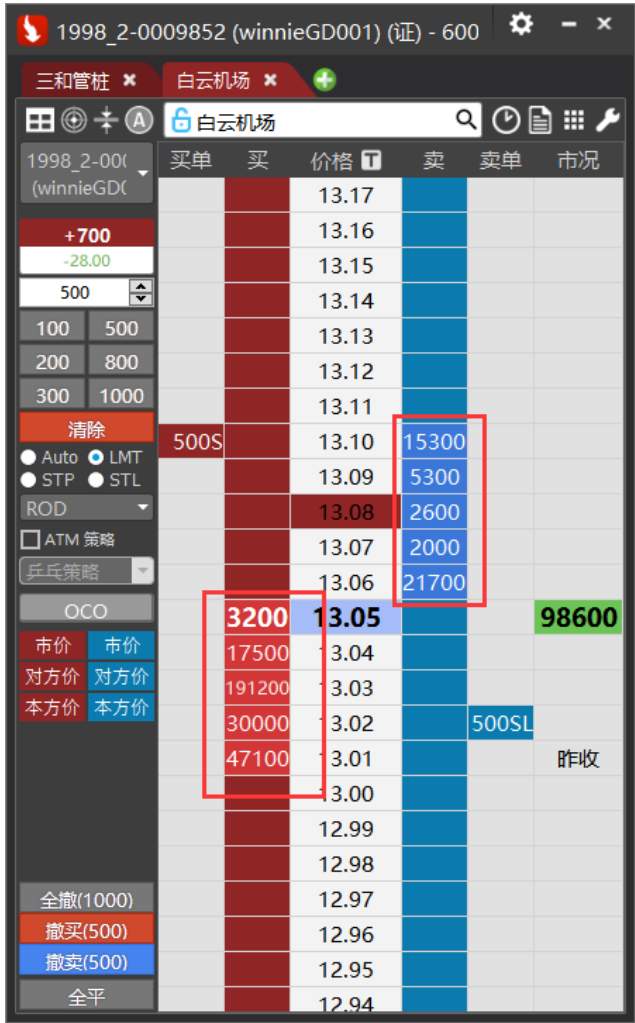 1998_2-0009852 (winnieGD001) (证) - 600
三和管桩 白云机场
A 白云机场
1998_2-00(
(winnieGD(
买单 买 价格 T 卖 卖单 市况
+700
-28.00
500
100 500
200 800
300 1000
清除
Auto LMT
STP STL
ROD
ATM 策略
乒乓策略
OCO
市价 市价
对方价 对方价
本方价 本方价
全撤(1000)
撤买(500)
撤卖(500)
全平
13.17
13.16
13.15
13.14
13.13
13.12
13.11
500S 13.10 15300
13.09 5300
13.08 2600
13.07 2000
13.06 21700
3200 13.05 98600
17500 13.04
191200 13.03
30000 13.02 500SL
47100 13.01 昨收
13.00
12.99
12.98
12.97
12.96
12.95
12.94